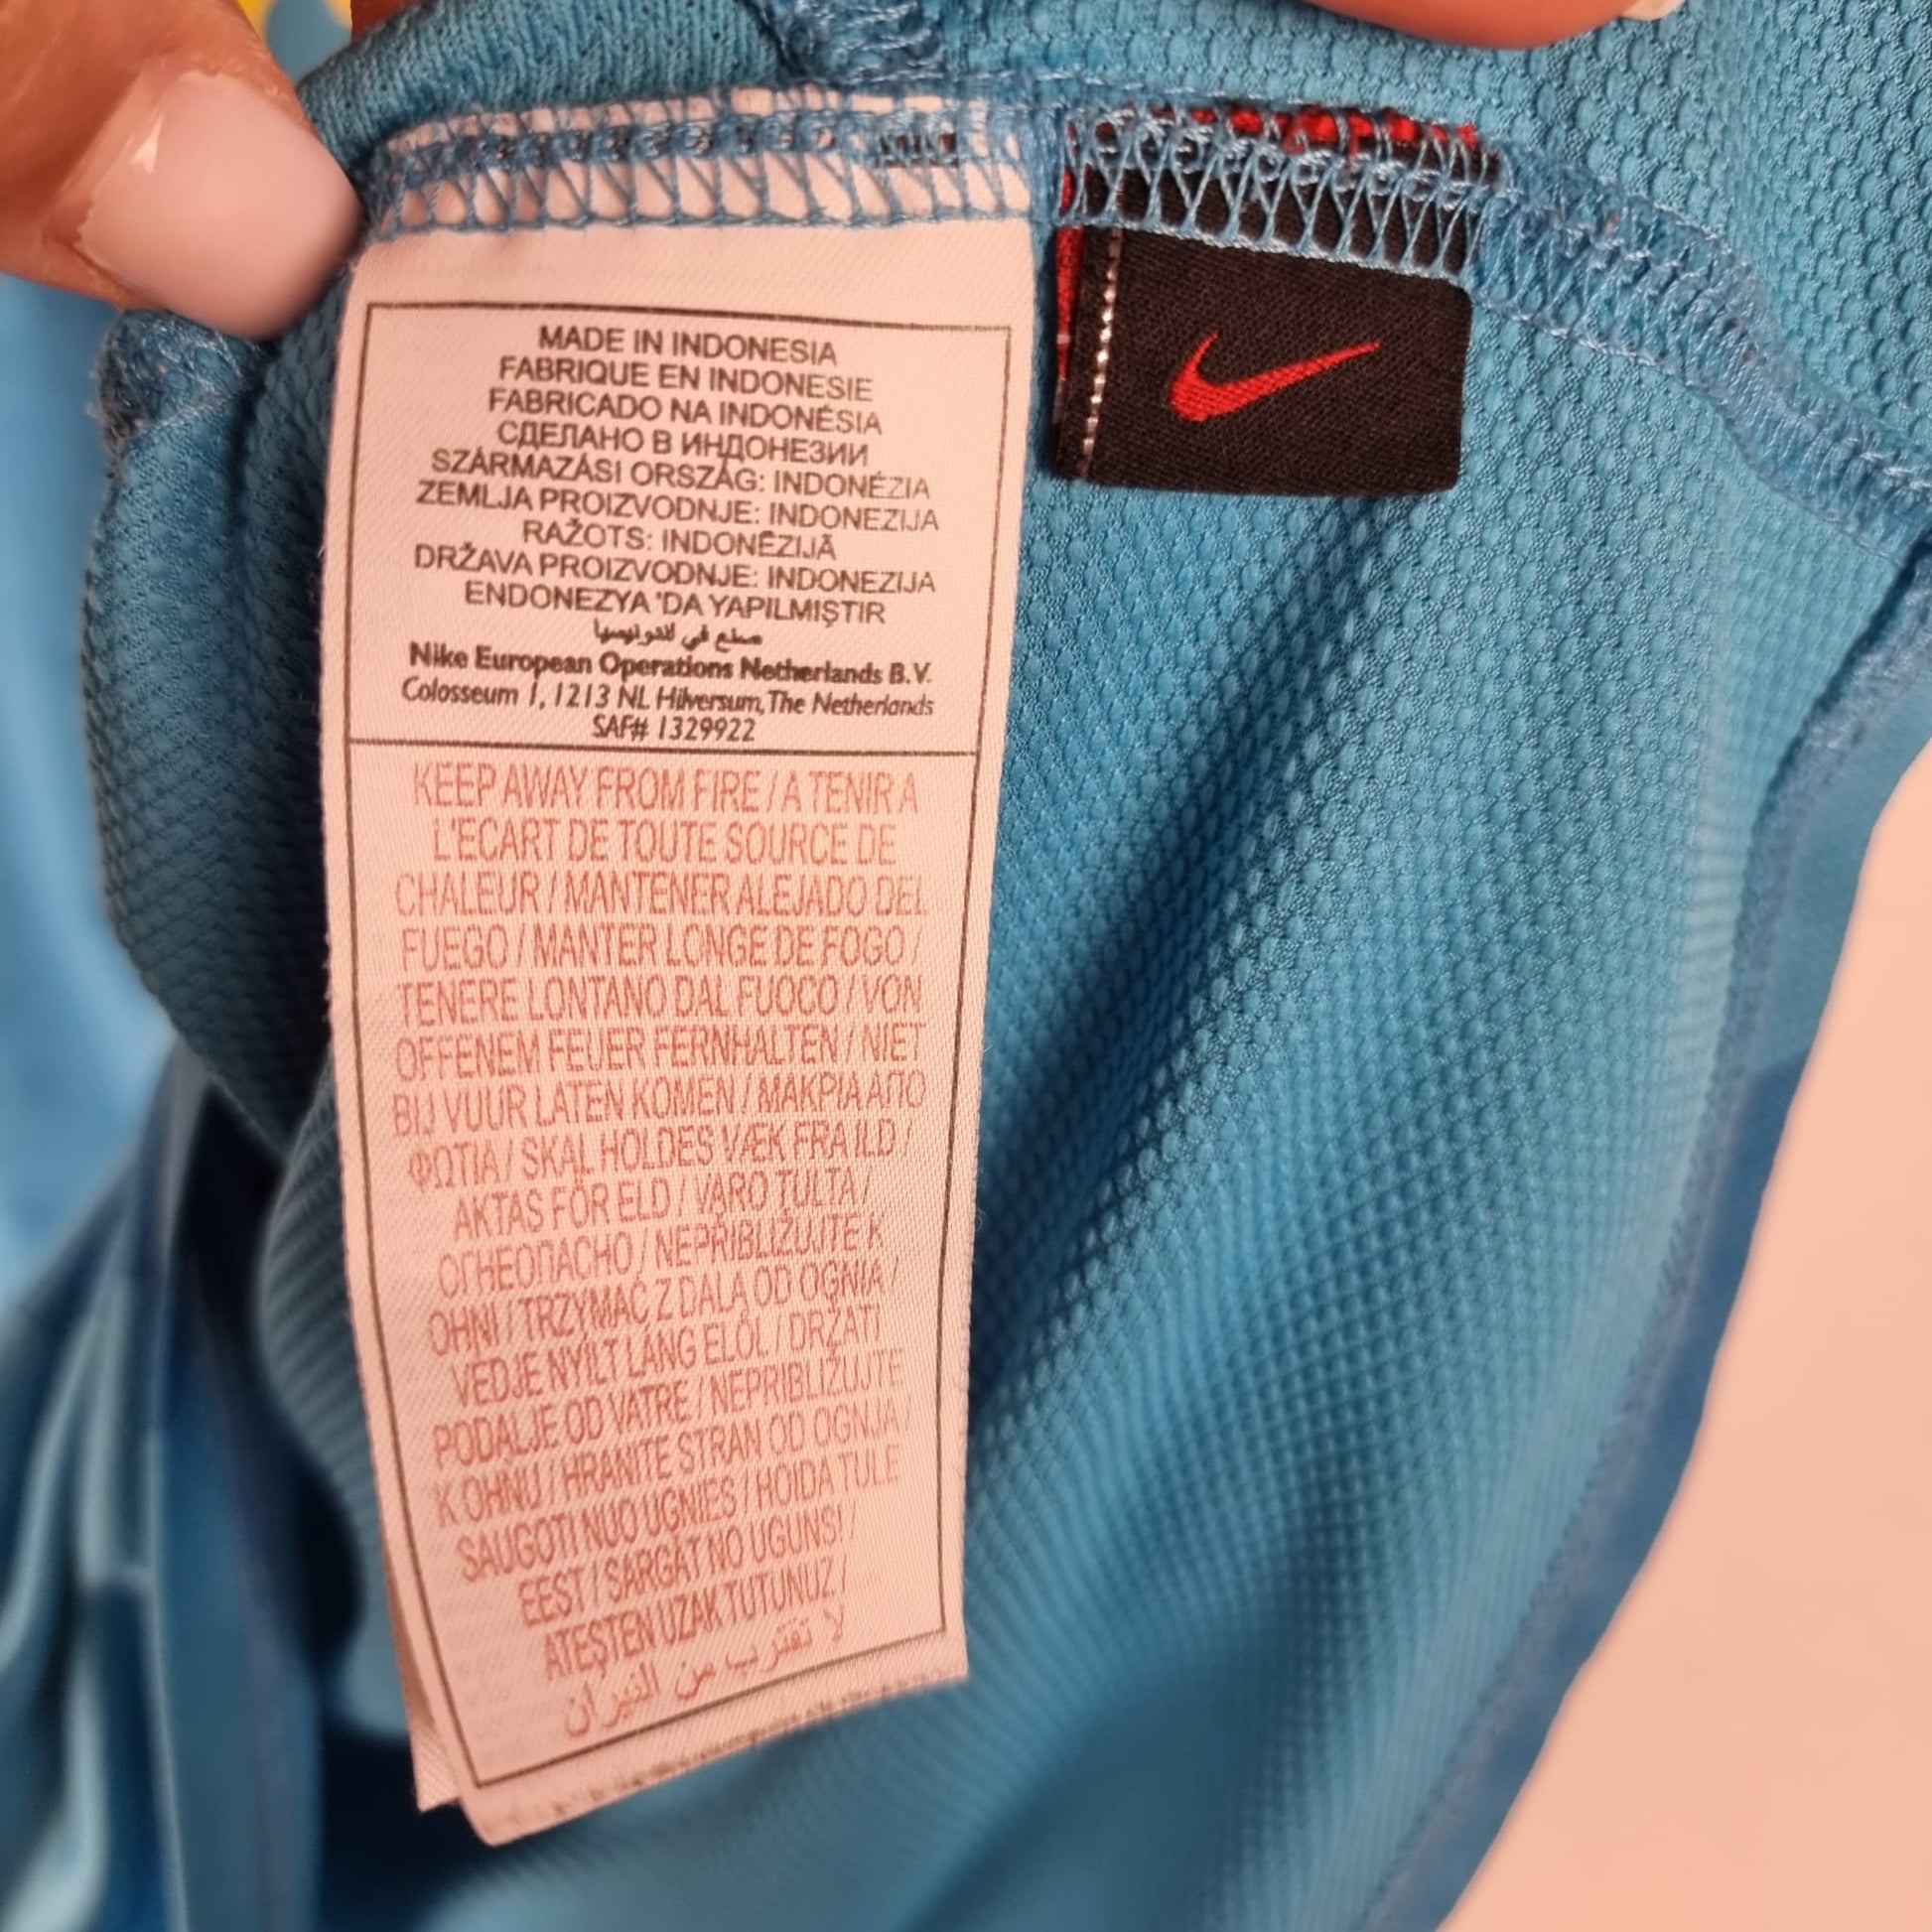 MADE IN INDONESIA
FABRIQUE EN INDONESIE
FABRICADO NA INDONÉSIA
СДЕЛАНО В ИНДОНЕЗИИ
SZÁRMAZÁSI ORSZÁG: INDONÉZIA
ZEMLJA PROIZVODNJE: INDONEZIJA
RAŽOTS: INDONĒZIJĀ
DRŽAVA PROIZVODNJE: INDONEZIJA
ENDONEZYA 'DA YAPILMIŞTIR
صنع في اندونيسيا
Nike European Operations Netherlands B.V.
Colosseum 1, 1213 NL Hilversum, The Netherlands
SAF# 1329922
KEEP AWAY FROM FIRE / A TENIR A
L'ECART DE TOUTE SOURCE DE
CHALEUR / MANTENER ALEJADO DEL
FUEGO / MANTER LONGE DE FOGO /
TENERE LONTANO DAL FUOCO / VON
OFFENEM FEUER FERNHALTEN / NIET
BIJ VUUR LATEN KOMEN / ΜΑΚΡΙΑ ΑΠΟ
ΦΩΤΙΑ / SKAL HOLDES VÆK FRA ILD /
AKTAS FÖR ELD / VARO TULTA /
ОГНЕОПАСНО / NEPŘIBLIŽUJTE K
OHNI / TRZYMAĆ Z DALA OD OGNIA /
VEDJE NYÍLT LÁNG ELŐL / DRŽATI
PODALJE OD VATRE / NEPRIBLIŽUJTE
K OHNU / HRANITE STRAN OD OGNJA /
SAUGOTI NUO UGNIES / HOIDA TULE
EEST / SARGĀT NO UGUNS! /
ATEŞTEN UZAK TUTUNUZ /
لا تقترب من النيران